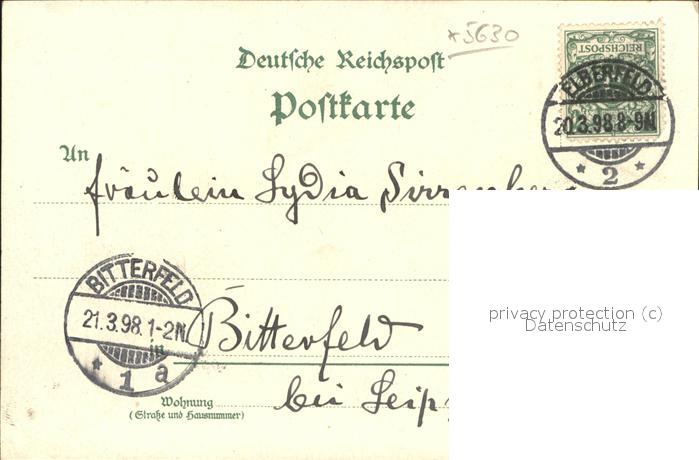 *5630
Deutsche Reichspost
Postkarte
REICHSPOST
ELBERFELD
20.3.98.8-9N
* 2 *
An
Fräulein Lydia
BITTERFELD
21.3.98.1-2N
* 1 a
in
Bitterfeld
bei
Wohnung
(Straße und Hausnummer)
privacy protection (c)
Datenschutz